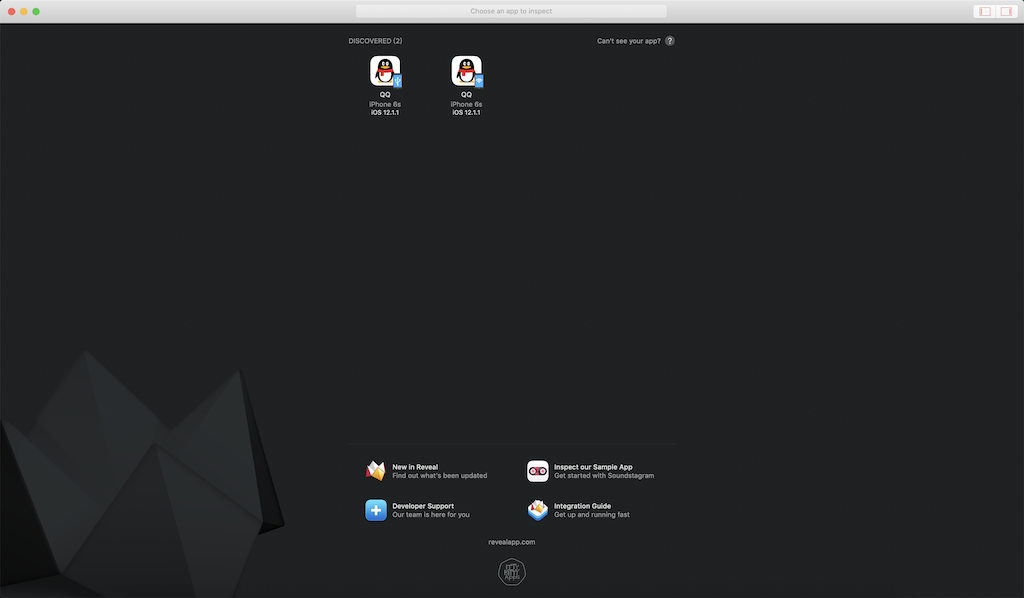 Choose an app to inspect
DISCOVERED (2)
Can't see your app? ?
QQ
iPhone 6s
iOS 12.1.1
QQ
iPhone 6s
iOS 12.1.1
New in Reveal
Find out what's been updated
Inspect our Sample App
Get started with Soundstagram
Developer Support
Our team is here for you
Integration Guide
Get up and running fast
revealapp.com